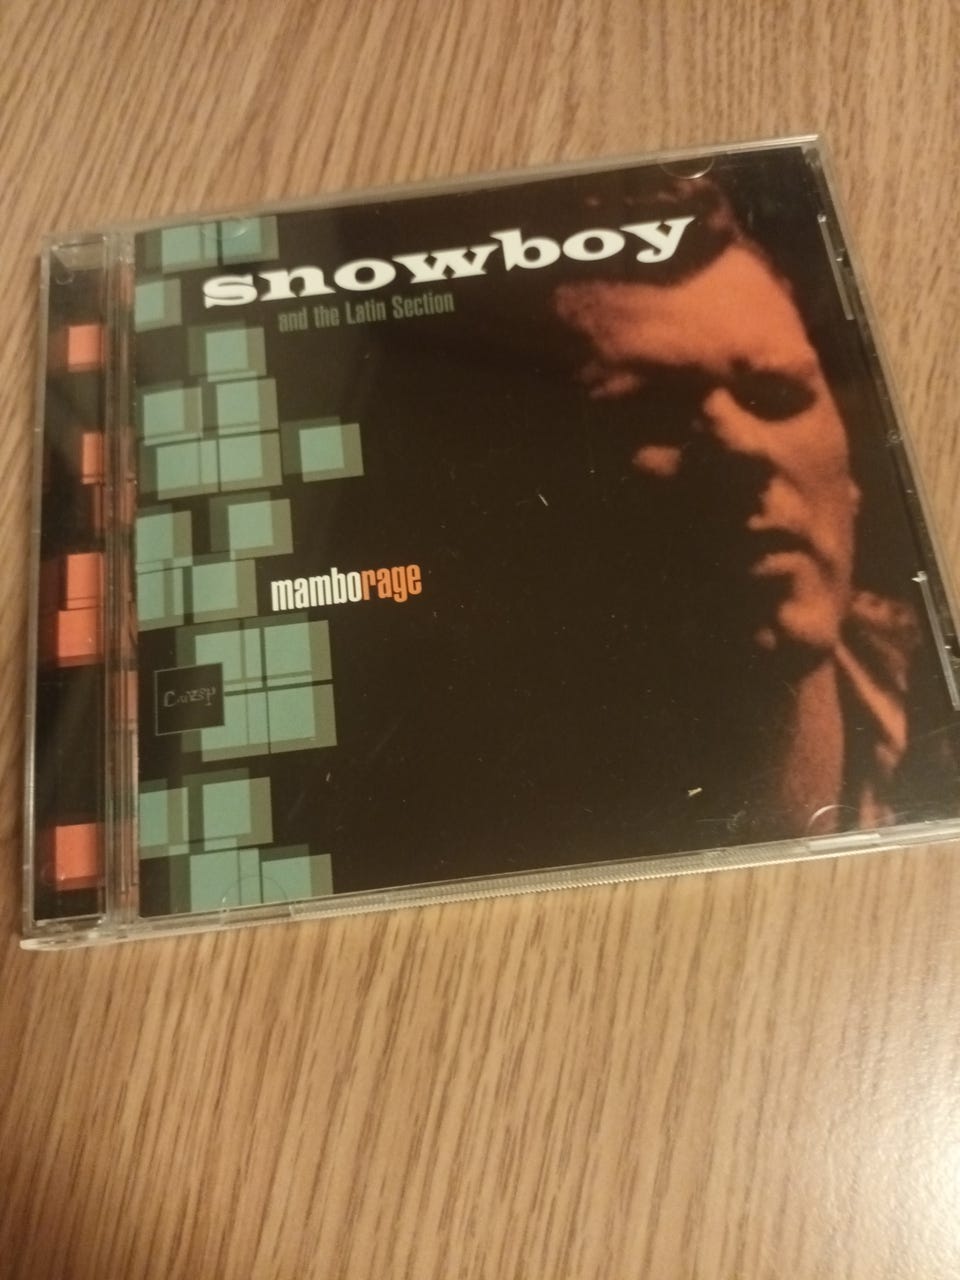 snowboy
and the Latin Section
mamborage